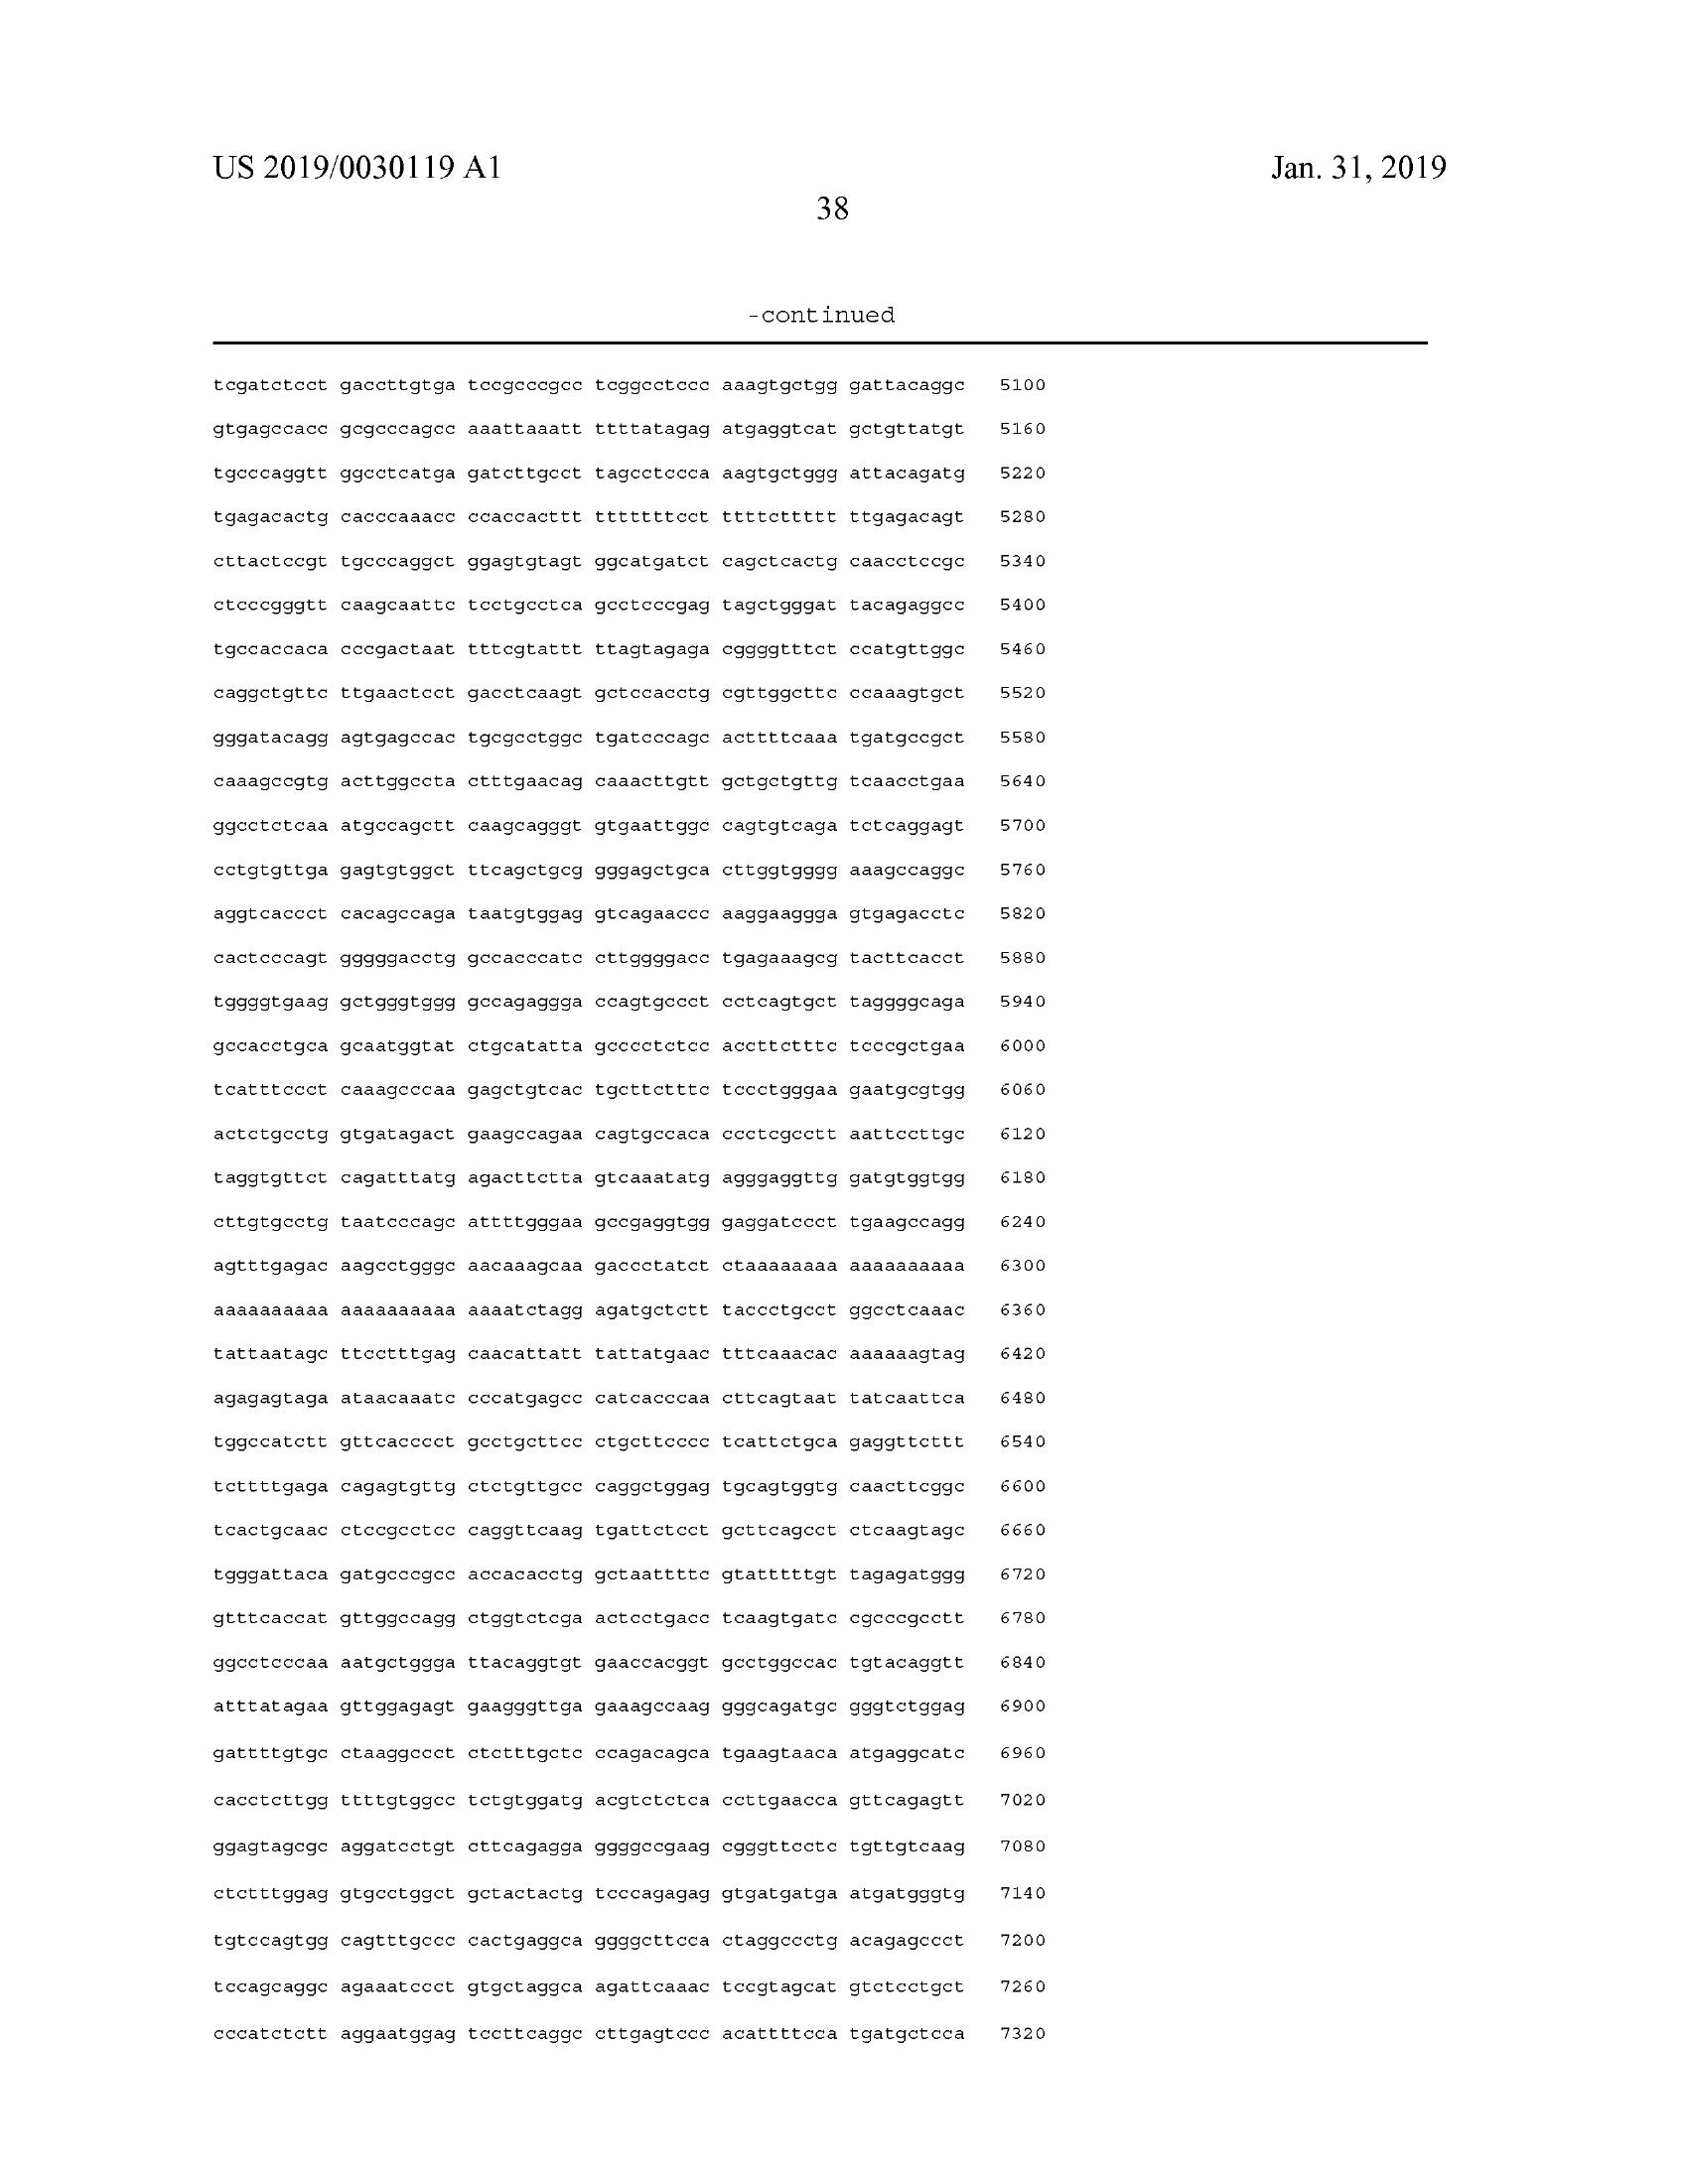 US 2019/0030119 A1
Jan. 31, 2019
38
-continued
tcgatctcct gaccttgtga tccgcccgcc tcggcctccc aaagtgctgg gattacaggc 5100
gtgagccacc gcgcccagcc aaattaaatt ttttatagag atgaggtcat gctgttatgt 5160
tgcccaggtt ggcctcatga gatcttgcct tagcctccca aagtgctggg attacagatg 5220
tgagacactg cacccaaacc ccaccacttt tttttttcct ttttcttttt ttgagacagt 5280
cttactccgt tgcccaggct ggagtgtagt ggcatgatct cagctcactg caacctccgc 5340
ctcccgggtt caagcaattc tcctgcctca gcctcccgag tagctgggat tacagaggcc 5400
tgccaccaca cccgactaat tttcgtattt ttagtagaga cggggtttct ccatgttggc 5460
caggctgttc ttgaactcct gacctcaagt gctccacctg cgttggcttc ccaaagtgct 5520
gggatacagg agtgagccac tgcgcctggc tgatcccagc acttttcaaa tgatgccgct 5580
caaagccgtg acttggccta ctttgaacag caaacttgtt gctgctgttg tcaacctgaa 5640
ggcctctcaa atgccagctt caagcagggt gtgaattggc cagtgtcaga tctcaggagt 5700
cctgtgttga gagtgtggct ttcagctgcg gggagctgca cttggtgggg aaagccaggc 5760
aggtcaccct cacagccaga taatgtggag gtcagaaccc aaggaaggga gtgagacctc 5820
cactcccagt gggggacctg gccacccatc cttggggacc tgagaaagcg tacttcacct 5880
tggggtgaag gctgggtggg gccagaggga ccagtgccct cctcagtgct taggggcaga 5940
gccacctgca gcaatggtat ctgcatatta gcccctctcc accttctttc tcccgctgaa 6000
tcatttccct caaagcccaa gagctgtcac tgcttctttc tccctgggaa gaatgcgtgg 6060
actctgcctg gtgatagact gaagccagaa cagtgccaca ccctcgcctt aattccttgc 6120
taggtgttct cagatttatg agacttctta gtcaaatatg agggaggttg gatgtggtgg 6180
cttgtgcctg taatcccagc attttgggaa gccgaggtgg gaggatccct tgaagccagg 6240
agtttgagac aagcctgggc aacaaagcaa gaccctatct ctaaaaaaaa aaaaaaaaaa 6300
aaaaaaaaaa aaaaaaaaaa aaaatctagg agatgctctt taccctgcct ggcctcaaac 6360
tattaatagc ttcctttgag caacattatt tattatgaac tttcaaacac aaaaaagtag 6420
agagagtaga ataacaaatc cccatgagcc catcacccaa cttcagtaat tatcaattca 6480
tggccatctt gttcacccct gcctgcttcc ctgcttcccc tcattctgca gaggttcttt 6540
tcttttgaga cagagtgttg ctctgttgcc caggctggag tgcagtggtg caacttcggc 6600
tcactgcaac ctccgcctcc caggttcaag tgattctcct gcttcagcct ctcaagtagc 6660
tgggattaca gatgcccgcc accacacctg gctaattttc gtatttttgt tagagatggg 6720
gtttcaccat gttggccagg ctggtctcga actcctgacc tcaagtgatc cgcccgcctt 6780
ggcctcccaa aatgctggga ttacaggtgt gaaccacggt gcctggccac tgtacaggtt 6840
atttatagaa gttggagagt gaagggttga gaaagccaag gggcagatgc gggtctggag 6900
gattttgtgc ctaaggccct ctctttgctc ccagacagca tgaagtaaca atgaggcatc 6960
cacctcttgg ttttgtggcc tctgtggatg acgtctctca ccttgaacca gttcagagtt 7020
ggagtagcgc aggatcctgt cttcagagga ggggccgaag cgggttcctc tgttgtcaag 7080
ctctttggag gtgcctggct gctactactg tcccagagag gtgatgatga atgatgggtg 7140
tgtccagtgg cagtttgccc cactgaggca ggggcttcca ctaggccctg acagagccct 7200
tccagcaggc agaaatccct gtgctaggca agattcaaac tccgtagcat gtctcctgct 7260
cccatctctt aggaatggag tccttcaggc cttgagtccc acattttcca tgatgctcca 7320